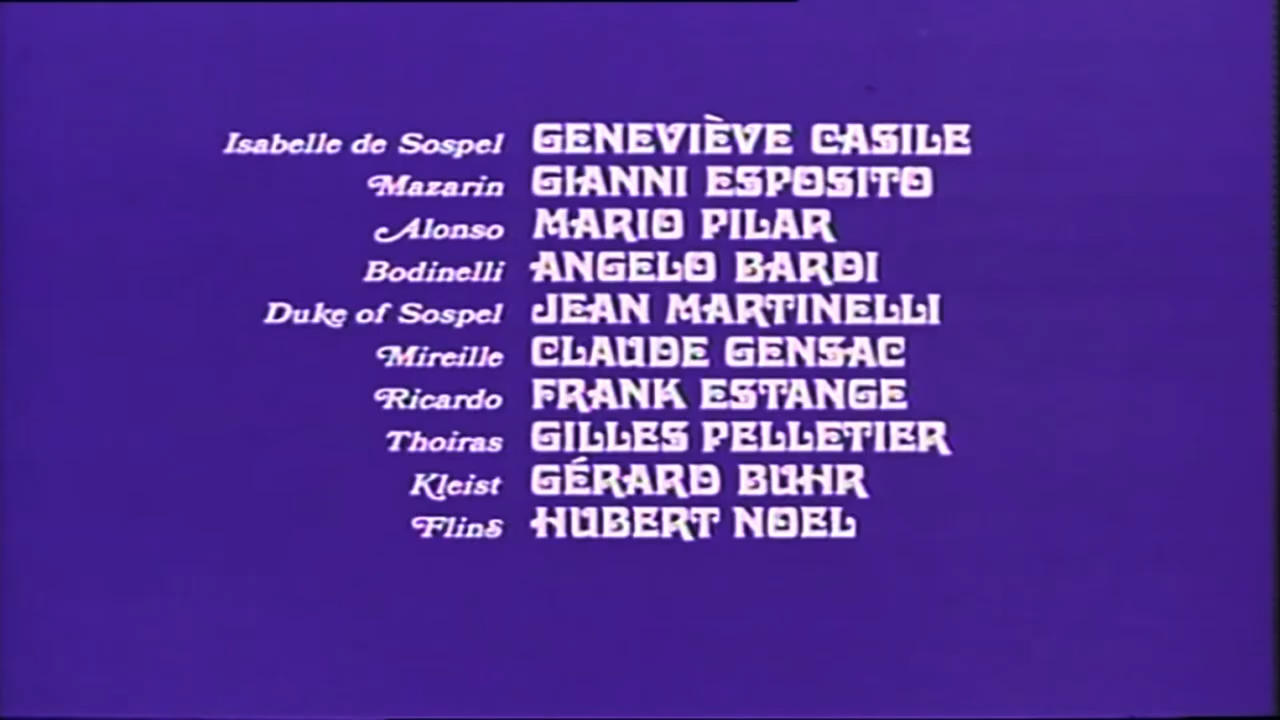 Isabelle de Sospel GENEVIÈVE CASILE
Mazarin GIANNI ESPOSITO
Alonso MARIO PILAR
Bodinelli ANGELO BARDI
Duke of Sospel JEAN MARTINELLI
Mireille CLAUDE GENSAC
Ricardo FRANK ESTANGE
Thoiras GILLES PELLETIER
Kleist GÉRARD BUHR
Flins HUBERT NOEL